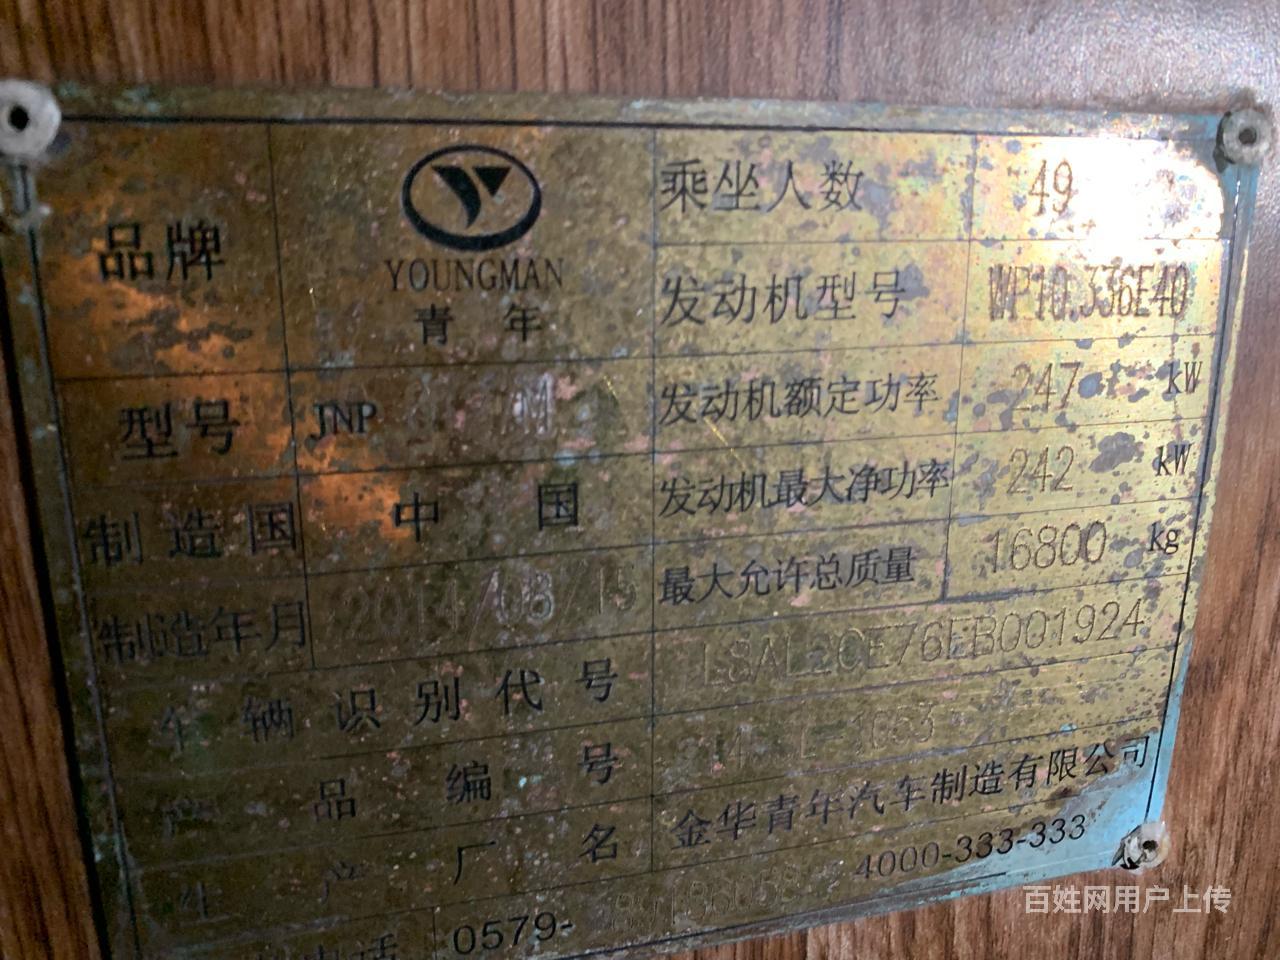 品牌
YOUNGMAN
青年
乘坐人数 49
发动机型号 WP10.336E40
型号 JNP M
发动机额定功率 247 kW
制造国 中国
发动机最大净功率 242 kW
制造年月 2014/08/15
最大允许总质量 16800 kg
车辆识别代号 L8AL2CE76EB001924
产品编号
生产厂名 金华青年汽车制造有限公司
电话 0579- 4000-333-333
百姓网用户上传